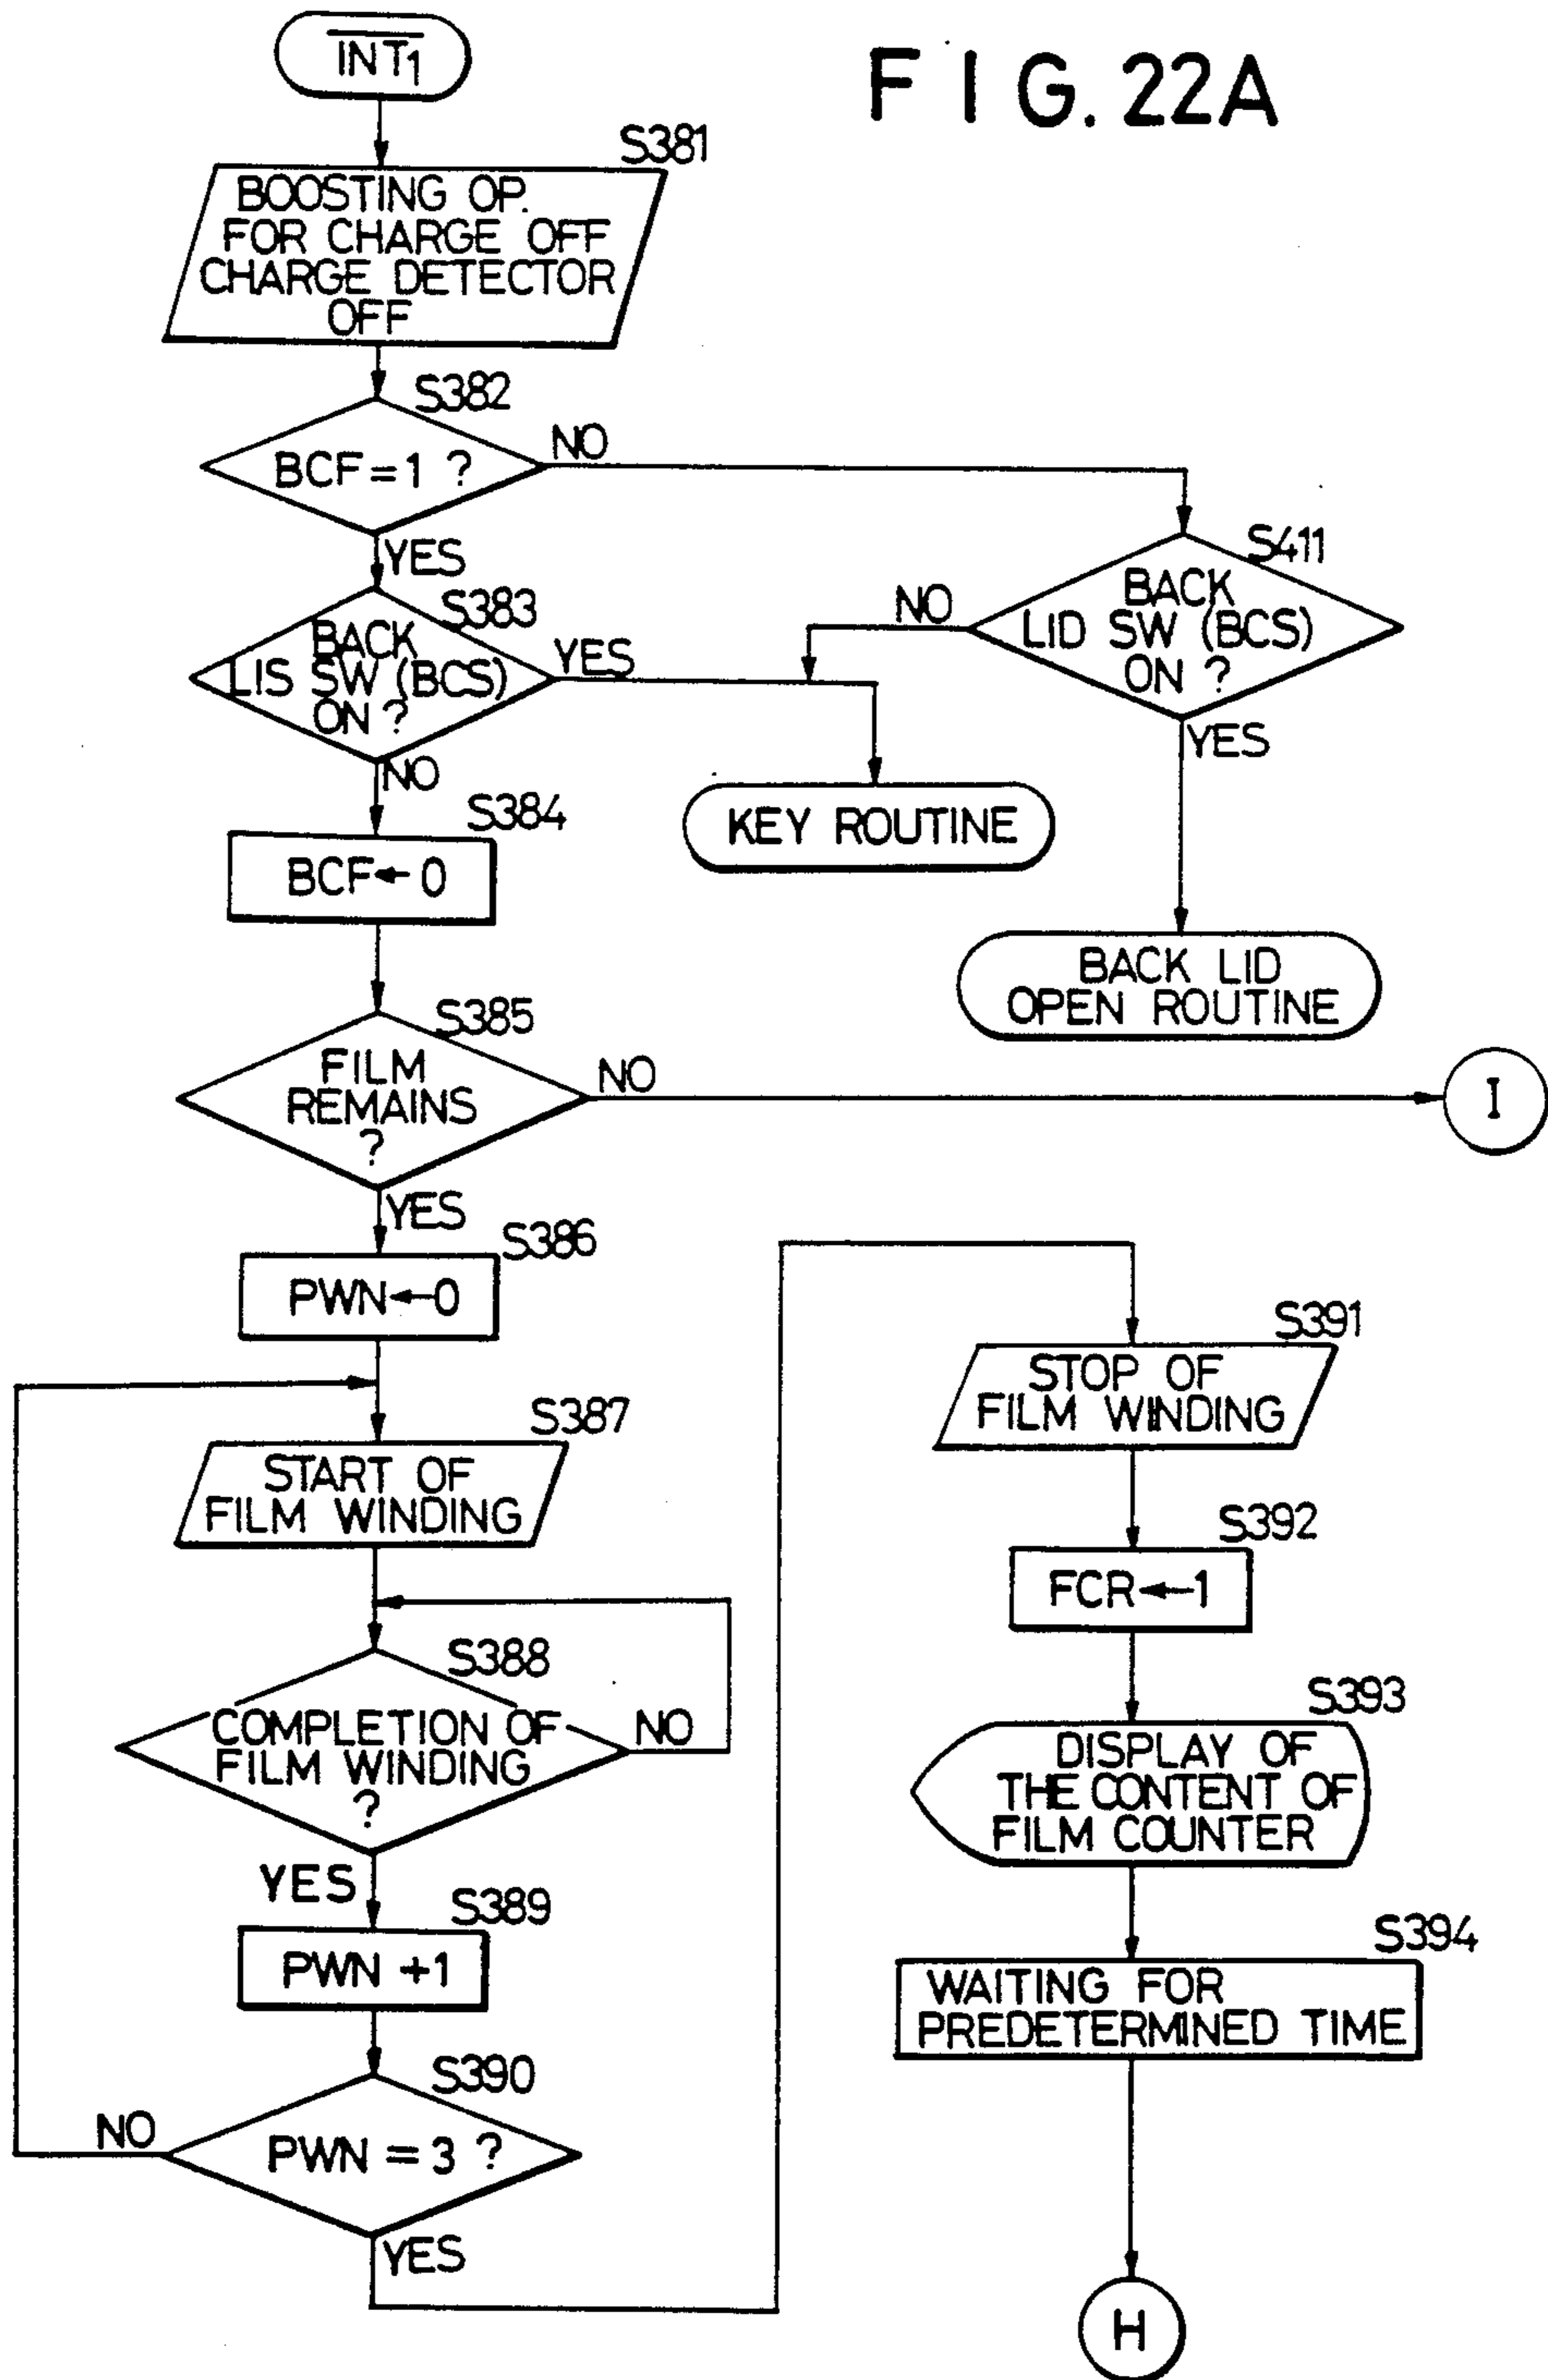 FIG. 22A
INT1
S381
BOOSTING OP.
FOR CHARGE OFF
CHARGE DETECTOR
OFF
S382
BCF=1 ?
NO
YES
S411
BACK
LID SW (BCS)
ON ?
NO
YES
S383
BACK
LIS SW (BCS)
ON ?
YES
NO
KEY ROUTINE
BACK LID
OPEN ROUTINE
S384
BCF←0
S385
FILM
REMAINS
?
NO
I
YES
S386
PWN←0
S387
START OF
FILM WINDING
S388
COMPLETION OF
FILM WINDING
?
NO
YES
S389
PWN +1
S390
PWN = 3 ?
NO
YES
S391
STOP OF
FILM WINDING
S392
FCR←1
S393
DISPLAY OF
THE CONTENT OF
FILM COUNTER
S394
WAITING FOR
PREDETERMINED TIME
H